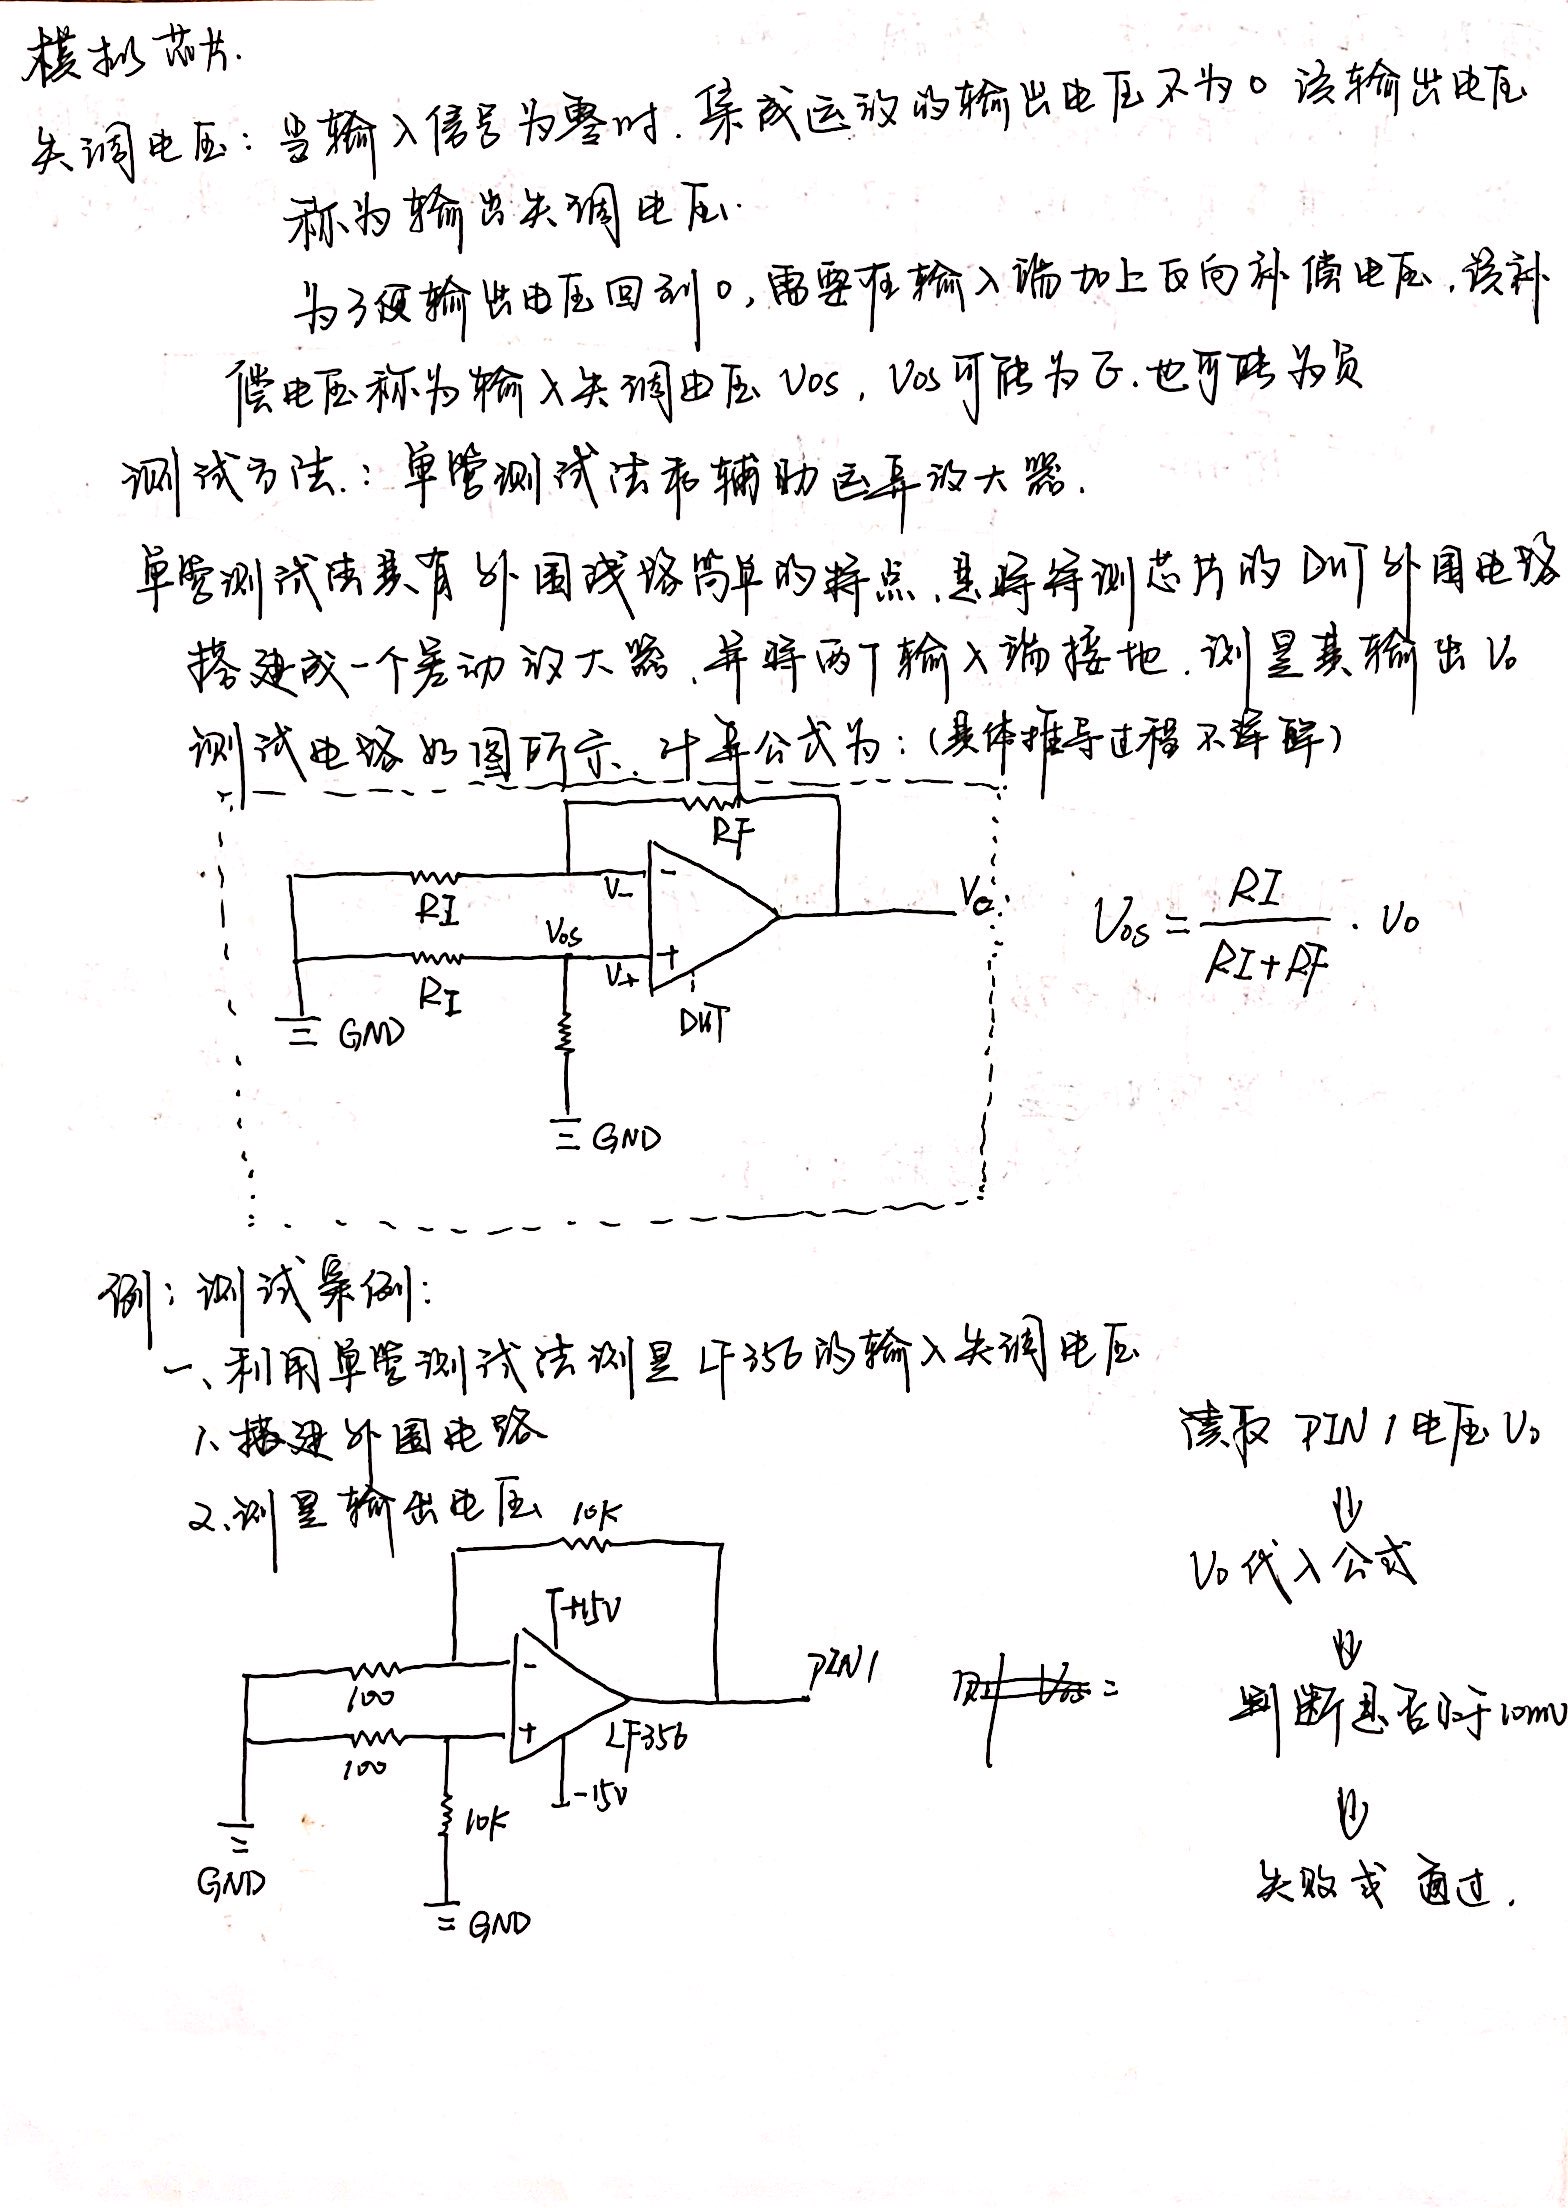 模拟芯片.
失调电压：当输入信号为零时.集成运放的输出电压不为0 该输出电压
称为输出失调电压.
为了使输出电压回到0,需要在输入端加上反向补偿电压,该补
偿电压称为输入失调电压 VOS, VOS可能为正.也可能为负
测试方法.：单管测试法和辅助运算放大器.
单管测试法具有外围线路简单的特点.是将待测芯片的DUT外围电路
搭建成一个差动放大器,并将两个输入端接地.测量其输出V0
测试电路如图所示.计算公式为：(具体推导过程不详解)
RF
RI
V-
-
V0
Vos
RI
V+
+
DUT
GND
GND
Vos = RI / (RI+RF) · V0
例：测试案例：
一、利用单管测试法测量LF356的输入失调电压
1、搭建外围电路
2、测量输出电压
10K
+15V
100
-
PIN1
100
+
LF356
-15V
10K
GND
GND
读取 PIN1电压V0
⇓
V0代入公式
⇓
判断是否小于10mV
⇓
失败或 通过.